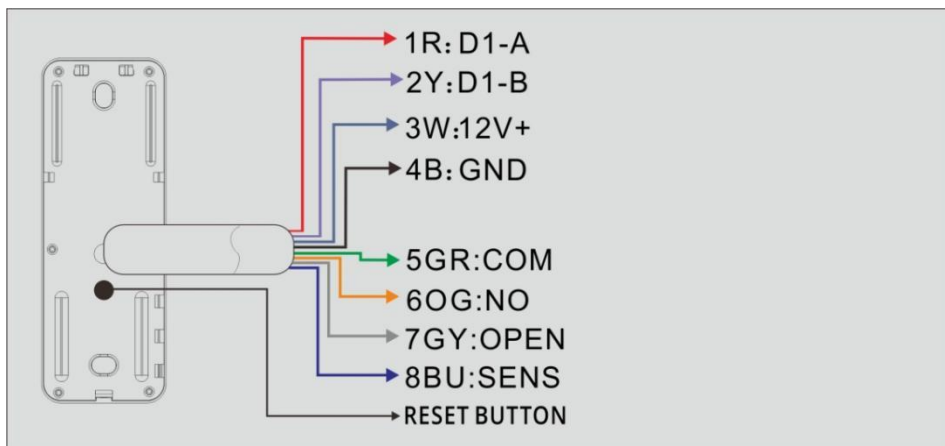 1R: D1-A
2Y: D1-B
3W:12V+
4B: GND
5GR:COM
6OG:NO
7GY:OPEN
8BU:SENS
RESET BUTTON